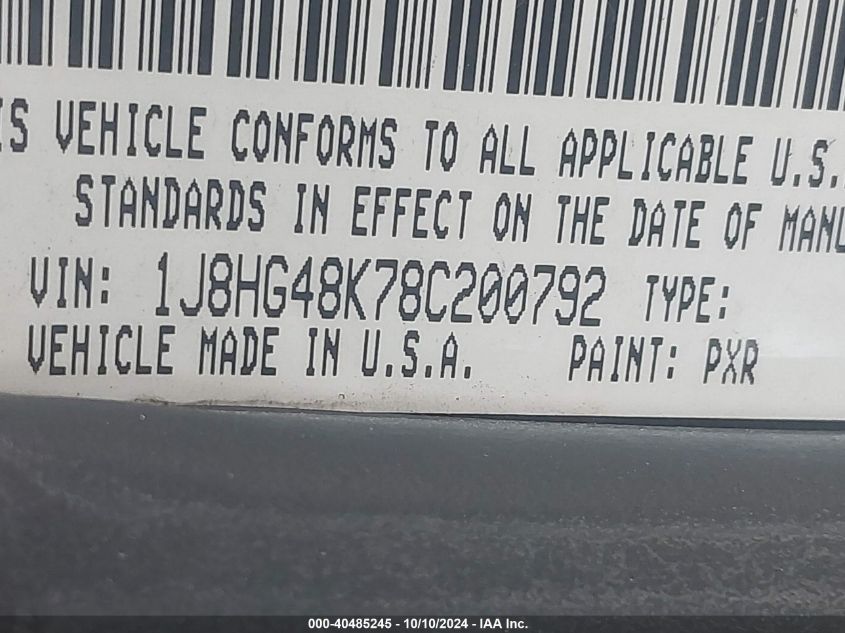 IS VEHICLE CONFORMS TO ALL APPLICABLE U.S.
STANDARDS IN EFFECT ON THE DATE OF MANU
VIN: 1J8HG48K78C200792 TYPE:
VEHICLE MADE IN U.S.A. PAINT: PXR
000-40485245 - 10/10/2024 - IAA Inc.